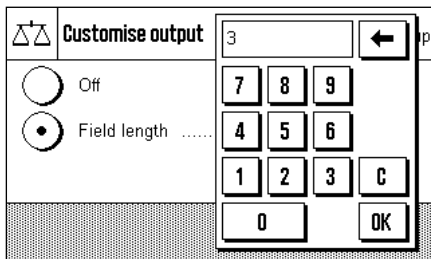 Customise output
3
Off
Field length ......
7 8 9
4 5 6
1 2 3 C
0 OK